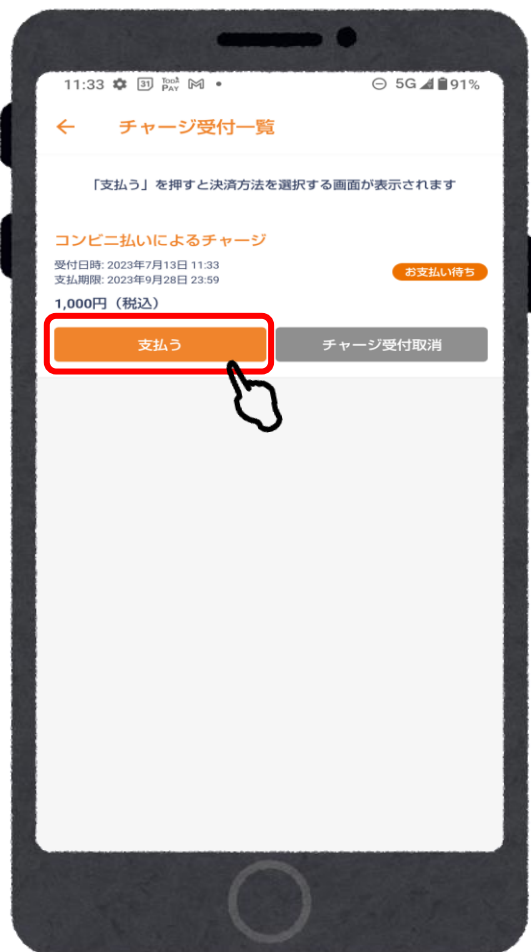 11:33 31 TOPPA! PAY 5G 91%
チャージ受付一覧
「支払う」を押すと決済方法を選択する画面が表示されます
コンビニ払いによるチャージ
受付日時: 2023年7月13日 11:33
お支払い待ち
支払期限: 2023年9月28日 23:59
1,000円（税込）
支払う
チャージ受付取消